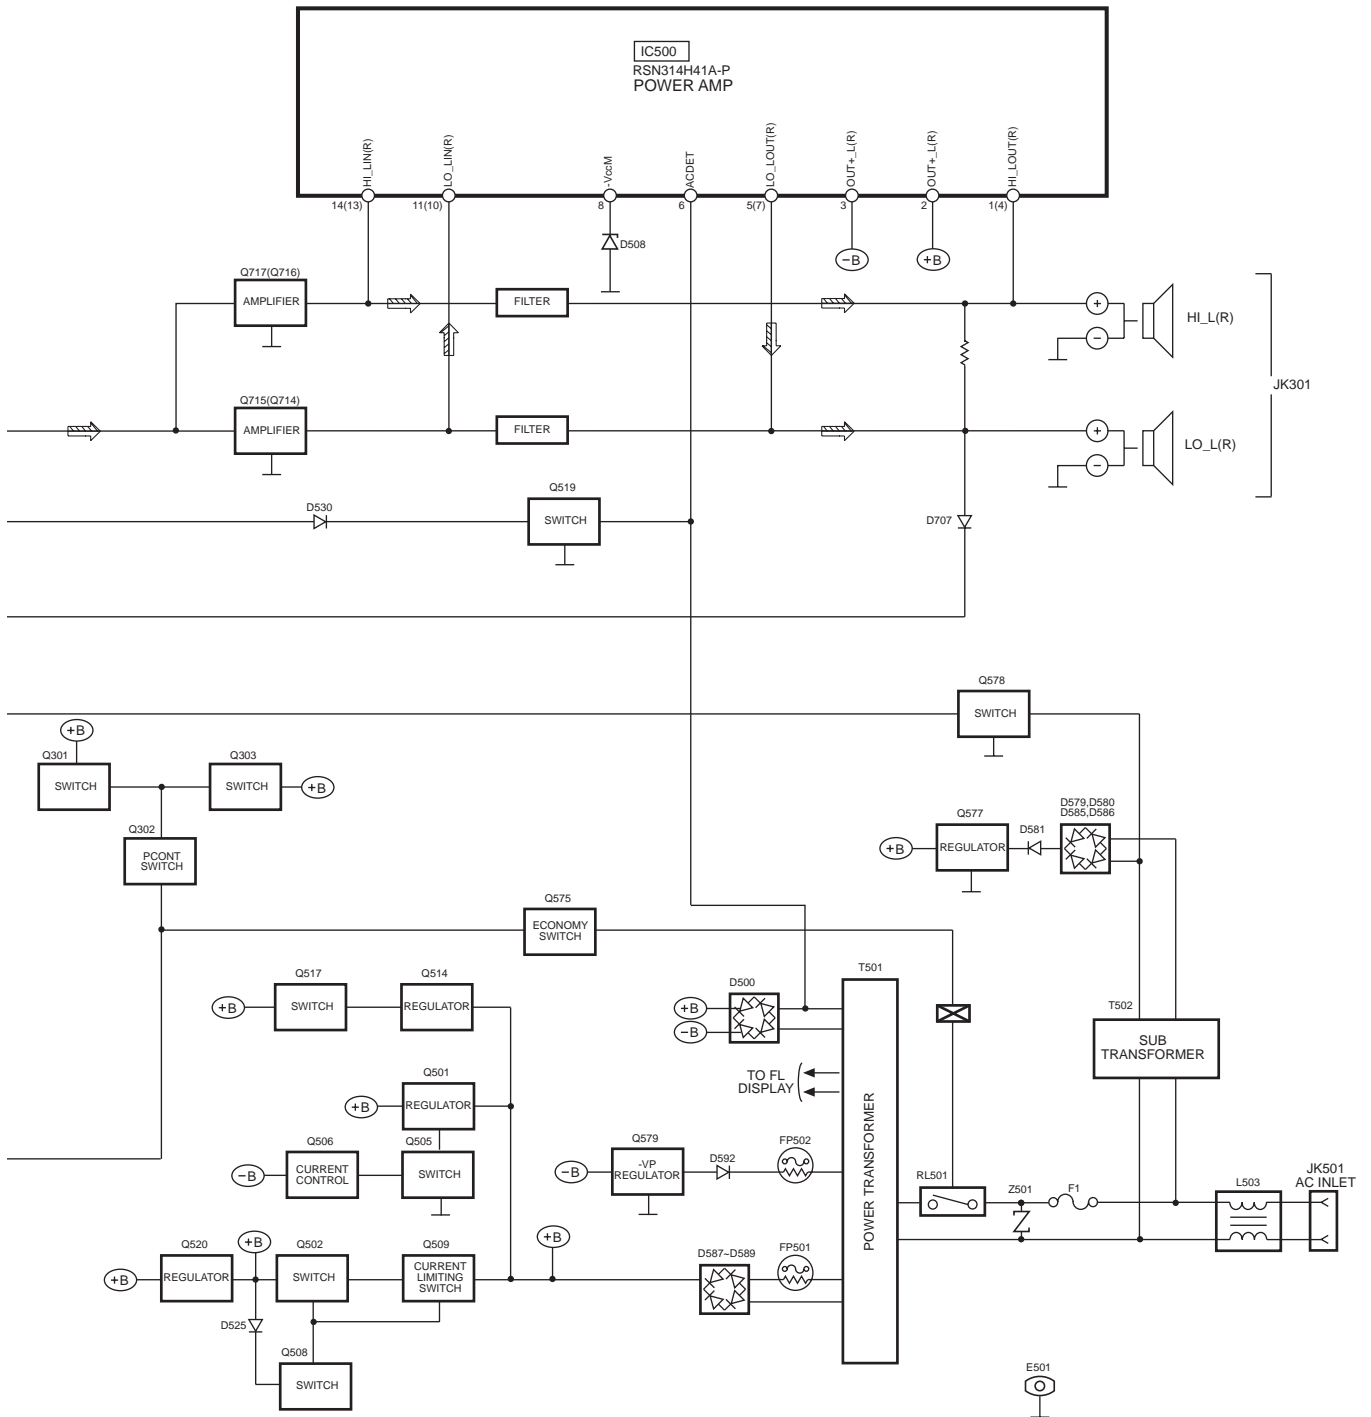 IC500
RSN314H41A-P
POWER AMP
HI_LIN(R)
LO_LIN(R)
-VccM
ACDET
LO_LOUT(R)
OUT+_L(R)
OUT+_L(R)
HI_LOUT(R)
14(13)
11(10)
8
6
5(7)
3
2
1(4)
D508
−B
+B
Q717(Q716)
AMPLIFIER
FILTER
+
−
HI_L(R)
JK301
Q715(Q714)
AMPLIFIER
FILTER
+
−
LO_L(R)
D530
Q519
SWITCH
D707
Q578
SWITCH
+B
Q301
SWITCH
Q303
SWITCH
+B
Q302
PCONT
SWITCH
+B
Q577
REGULATOR
D581
D579,D580
D585,D586
Q575
ECONOMY
SWITCH
+B
Q517
SWITCH
Q514
REGULATOR
+B
−B
D500
T501
POWER TRANSFORMER
T502
SUB
TRANSFORMER
TO FL
DISPLAY
+B
Q501
REGULATOR
−B
Q506
CURRENT
CONTROL
Q505
SWITCH
−B
Q579
-VP
REGULATOR
D592
FP502
RL501
Z501
F1
L503
JK501
AC INLET
+B
Q520
REGULATOR
+B
Q502
SWITCH
Q509
CURRENT
LIMITING
SWITCH
+B
D587~D589
FP501
D525
Q508
SWITCH
E501